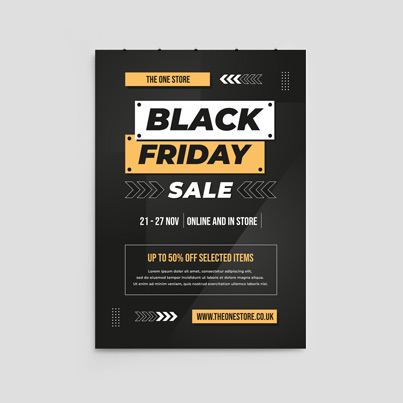 THE ONE STORE
BLACK
FRIDAY
SALE
21 - 27 NOV ONLINE AND IN STORE
UP TO 50% OFF SELECTED ITEMS
Lorem ipsum dolor sit amet, consectetur adipiscing elit,
sed do eiusmod tempor incididunt ut labore et dolore magna aliqua.
Ut enim ad minim veniam, quis nostrud exercitation ullamco
WWW.THEONESTORE.CO.UK